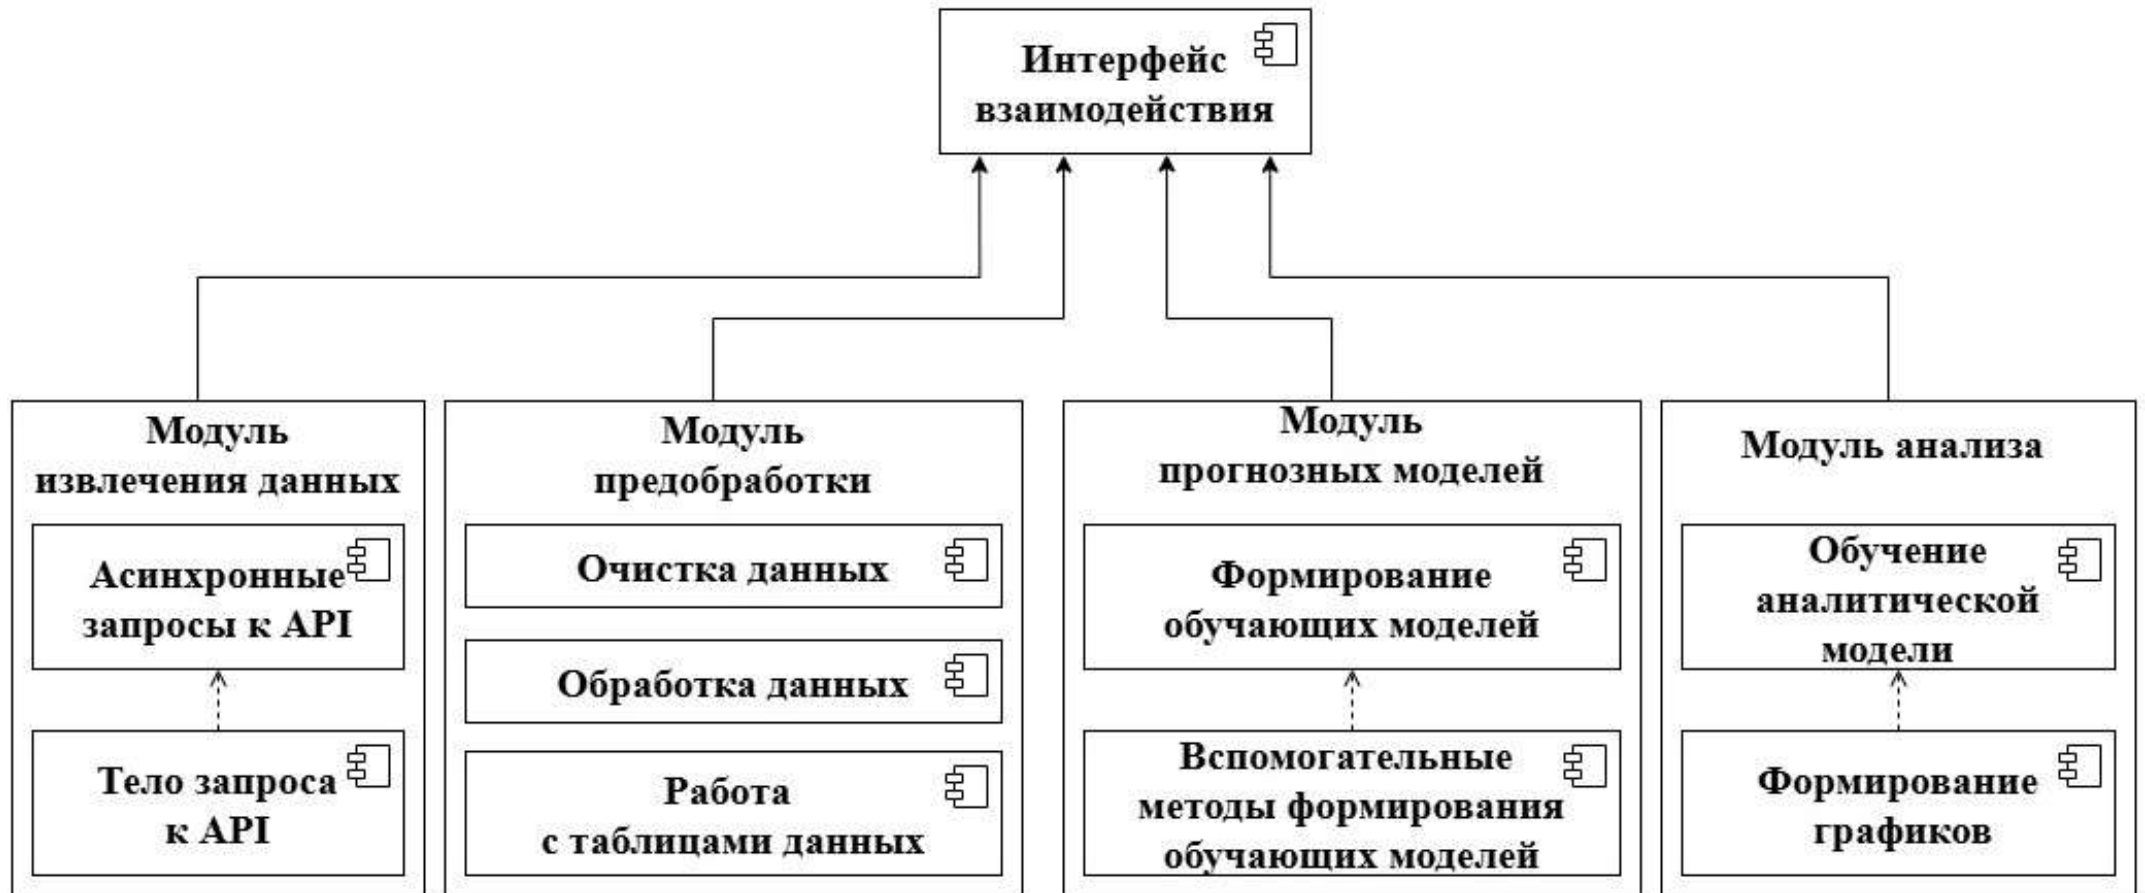 Интерфейс
взаимодействия
Модуль
извлечения данных
Асинхронные
запросы к API
Тело запроса
к API
Модуль
предобработки
Очистка данных
Обработка данных
Работа
с таблицами данных
Модуль
прогнозных моделей
Формирование
обучающих моделей
Вспомогательные
методы формирования
обучающих моделей
Модуль анализа
Обучение
аналитической
модели
Формирование
графиков